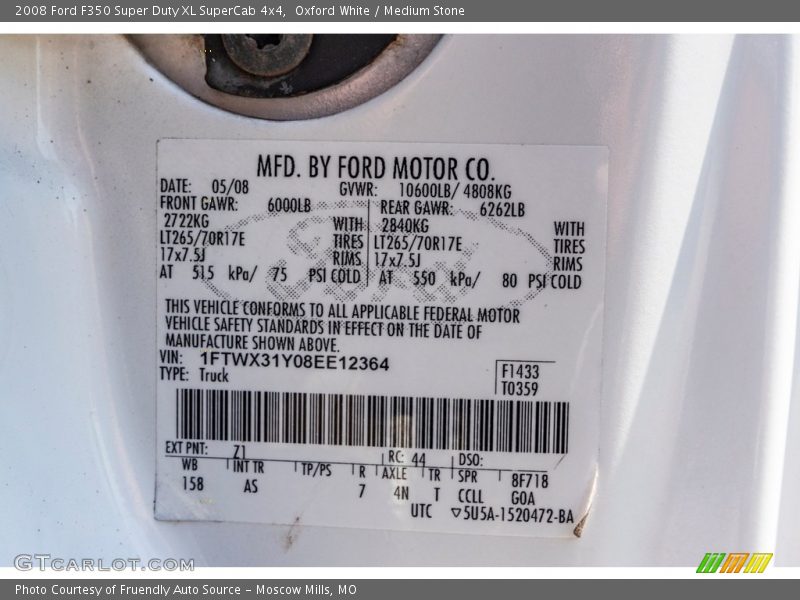 2008 Ford F350 Super Duty XL SuperCab 4x4,  Oxford White / Medium Stone
MFD. BY FORD MOTOR CO.
DATE: 05/08 GVWR: 10600LB/ 4808KG
FRONT GAWR: 6000LB REAR GAWR: 6262LB
2722KG WITH 2840KG WITH
LT265/70R17E TIRES LT265/70R17E TIRES
17x7.5J RIMS 17x7.5J RIMS
AT 515 kPa/ 75 PSI COLD AT 550 kPa/ 80 PSI COLD
THIS VEHICLE CONFORMS TO ALL APPLICABLE FEDERAL MOTOR
VEHICLE SAFETY STANDARDS IN EFFECT ON THE DATE OF
MANUFACTURE SHOWN ABOVE.
VIN: 1FTWX31Y08EE12364
TYPE: Truck
F1433
T0359
EXT PNT: Z1 RC: 44 DSO:
WB INT TR TP/PS R AXLE TR SPR 8F718
158 AS 7 4N T CCLL GOA
UTC ▽5U5A-1520472-BA
GTCARLOT.COM
Photo Courtesy of Fruendly Auto Source – Moscow Mills, MO